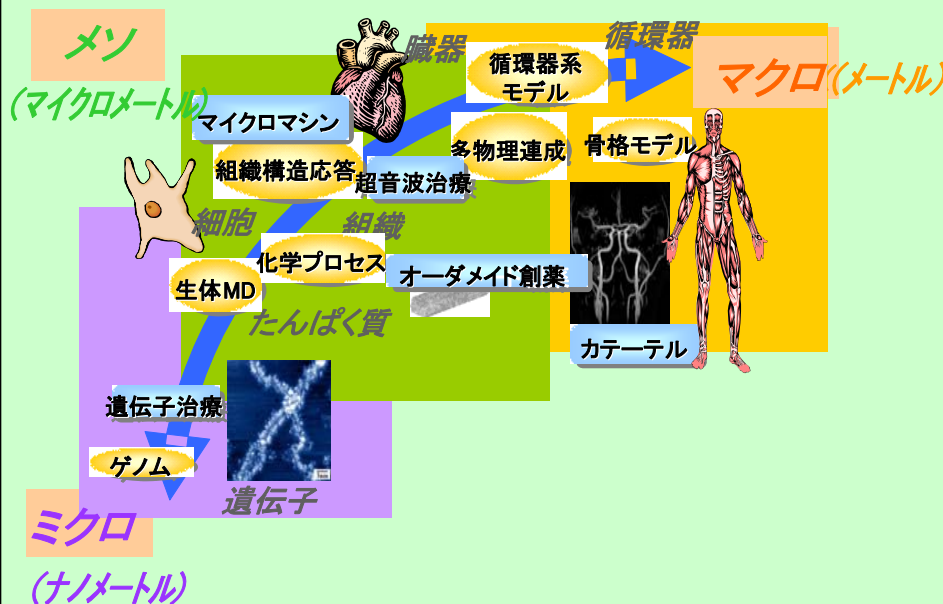 メソ
(マイクロメートル)
臓器
循環器
循環器系
モデル
マクロ(メートル)
マイクロマシン
組織構造応答
超音波治療
多物理連成
骨格モデル
細胞
組織
化学プロセス
生体MD
オーダメイド創薬
たんぱく質
カテーテル
遺伝子治療
ゲノム
遺伝子
ミクロ
(ナノメートル)